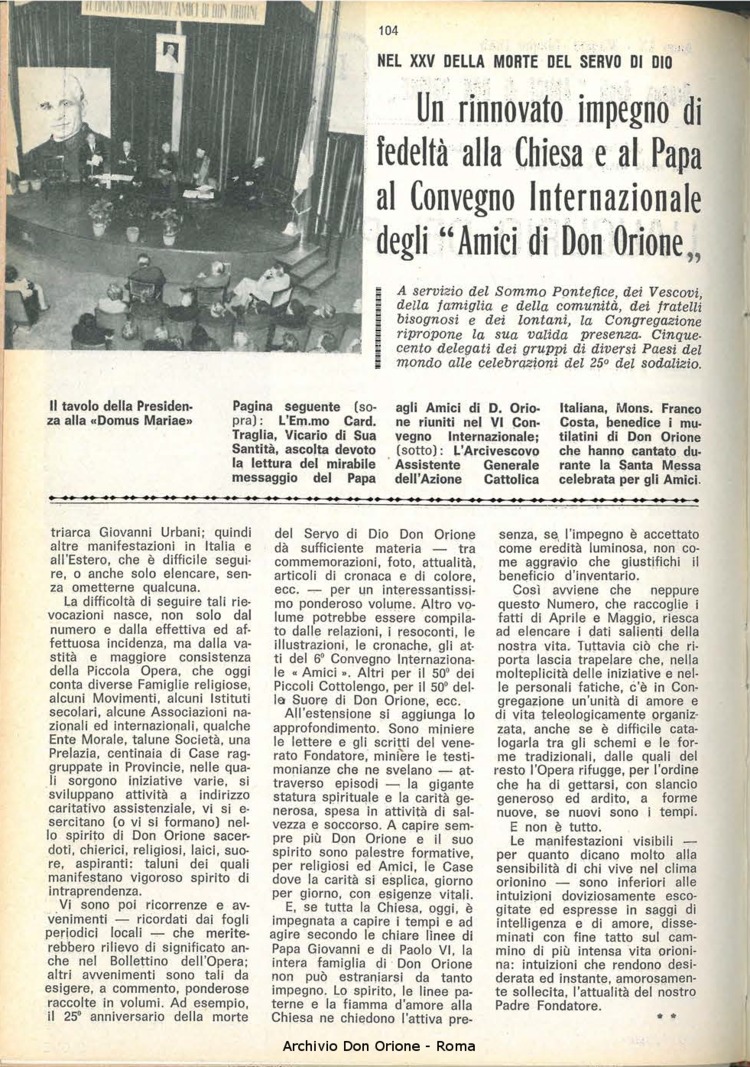 VI CONVEGNO INTERNAZIONALE AMICI DI DON ORIONE
104
NEL XXV DELLA MORTE DEL SERVO DI DIO
Un rinnovato impegno di
fedeltà alla Chiesa e al Papa
al Convegno Internazionale
degli “Amici di Don Orione„
A servizio del Sommo Pontefice, dei Vescovi,
della famiglia e della comunità, dei fratelli
bisognosi e dei lontani, la Congregazione
ripropone la sua valida presenza. Cinque-
cento delegati dei gruppi di diversi Paesi del
mondo alle celebrazioni del 25º del sodalizio.
Il tavolo della Presiden-
za alla «Domus Mariae»
Pagina seguente (so-
pra): L'Em.mo Card.
Traglia, Vicario di Sua
Santità, ascolta devoto
la lettura del mirabile
messaggio del Papa
agli Amici di D. Orio-
ne riuniti nel VI Con-
vegno Internazionale;
(sotto): L'Arcivescovo
Assistente Generale
dell'Azione Cattolica
Italiana, Mons. Franco
Costa, benedice i mu-
tilatini di Don Orione
che hanno cantato du-
rante la Santa Messa
celebrata per gli Amici.
triarca Giovanni Urbani; quindi
altre manifestazioni in Italia e
all'Estero, che è difficile segui-
re, o anche solo elencare, sen-
za ometterne qualcuna.
La difficoltà di seguire tali rie-
vocazioni nasce, non solo dal
numero e dalla effettiva ed af-
fettuosa incidenza, ma dalla va-
stità e maggiore consistenza
della Piccola Opera, che oggi
conta diverse Famiglie religiose,
alcuni Movimenti, alcuni Istituti
secolari, alcune Associazioni na-
zionali ed internazionali, qualche
Ente Morale, talune Società, una
Prelazia, centinaia di Case rag-
gruppate in Provincie, nelle qua-
li sorgono iniziative varie, si
sviluppano attività a indirizzo
caritativo assistenziale, vi si e-
sercitano (o vi si formano) nel-
lo spirito di Don Orione sacer-
doti, chierici, religiosi, laici, suo-
re, aspiranti: taluni dei quali
manifestano vigoroso spirito di
intraprendenza.
Vi sono poi ricorrenze e av-
venimenti — ricordati dai fogli
periodici locali — che merite-
rebbero rilievo di significato an-
che nel Bollettino dell'Opera;
altri avvenimenti sono tali da
esigere, a commento, ponderose
raccolte in volumi. Ad esempio,
il 25º anniversario della morte
del Servo di Dio Don Orione
dà sufficiente materia — tra
commemorazioni, foto, attualità,
articoli di cronaca e di colore,
ecc. — per un interessantissi-
mo ponderoso volume. Altro vo-
lume potrebbe essere compila-
to dalle relazioni, i resoconti, le
illustrazioni, le cronache, gli at-
ti del 6º Convegno Internaziona-
le « Amici ». Altri per il 50º dei
Piccoli Cottolengo, per il 50º del-
le Suore di Don Orione, ecc.
All'estensione si aggiunga lo
approfondimento. Sono miniere
le lettere e gli scritti del vene-
rato Fondatore, miniere le testi-
monianze che ne svelano — at-
traverso episodi — la gigante
statura spirituale e la carità ge-
nerosa, spesa in attività di sal-
vezza e soccorso. A capire sem-
pre più Don Orione e il suo
spirito sono palestre formative,
per religiosi ed Amici, le Case
dove la carità si esplica, giorno
per giorno, con esigenze vitali.
E, se tutta la Chiesa, oggi, è
impegnata a capire i tempi e ad
agire secondo le chiare linee di
Papa Giovanni e di Paolo VI, la
intera famiglia di Don Orione
non può estraniarsi da tanto
impegno. Lo spirito, le linee pa-
terne e la fiamma d'amore alla
Chiesa ne chiedono l'attiva pre-
senza, se l'impegno è accettato
come eredità luminosa, non co-
me aggravio che giustifichi il
beneficio d'inventario.
Così avviene che neppure
questo Numero, che raccoglie i
fatti di Aprile e Maggio, riesca
ad elencare i dati salienti della
nostra vita. Tuttavia ciò che ri-
porta lascia trapelare che, nella
molteplicità delle iniziative e nel-
le personali fatiche, c'è in Con-
gregazione un'unità di amore e
di vita teleologicamente organiz-
zata, anche se è difficile cata-
logarla tra gli schemi e le for-
me tradizionali, dalle quali del
resto l'Opera rifugge, per l'ordine
che ha di gettarsi, con slancio
generoso ed ardito, a forme
nuove, se nuovi sono i tempi.
E non è tutto.
Le manifestazioni visibili —
per quanto dicano molto alla
sensibilità di chi vive nel clima
orionino — sono inferiori alle
intuizioni doviziosamente esco-
gitate ed espresse in saggi di
intelligenza e di amore, disse-
minati con fine tatto sul cam-
mino di più intensa vita orioni-
na: intuizioni che rendono desi-
derata ed instante, amorosamen-
te sollecita, l'attualità del nostro
Padre Fondatore.
* *
Archivio Don Orione - Roma